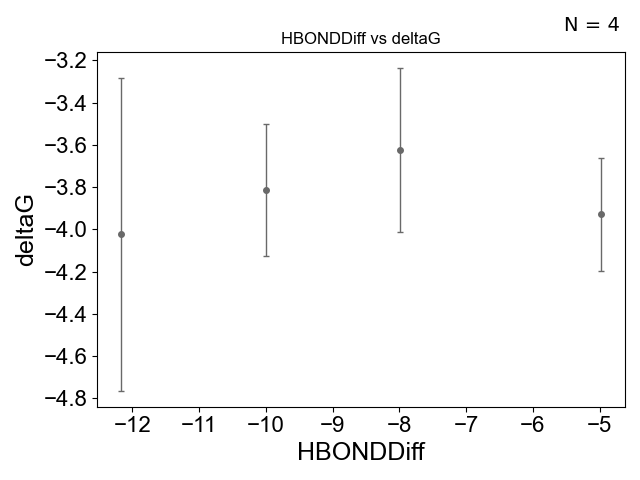 N = 4
HBONDDiff vs deltaG
−3.2
−3.4
−3.6
−3.8
−4.0
−4.2
−4.4
−4.6
−4.8
deltaG
−12 −11 −10 −9 −8 −7 −6 −5
HBONDDiff